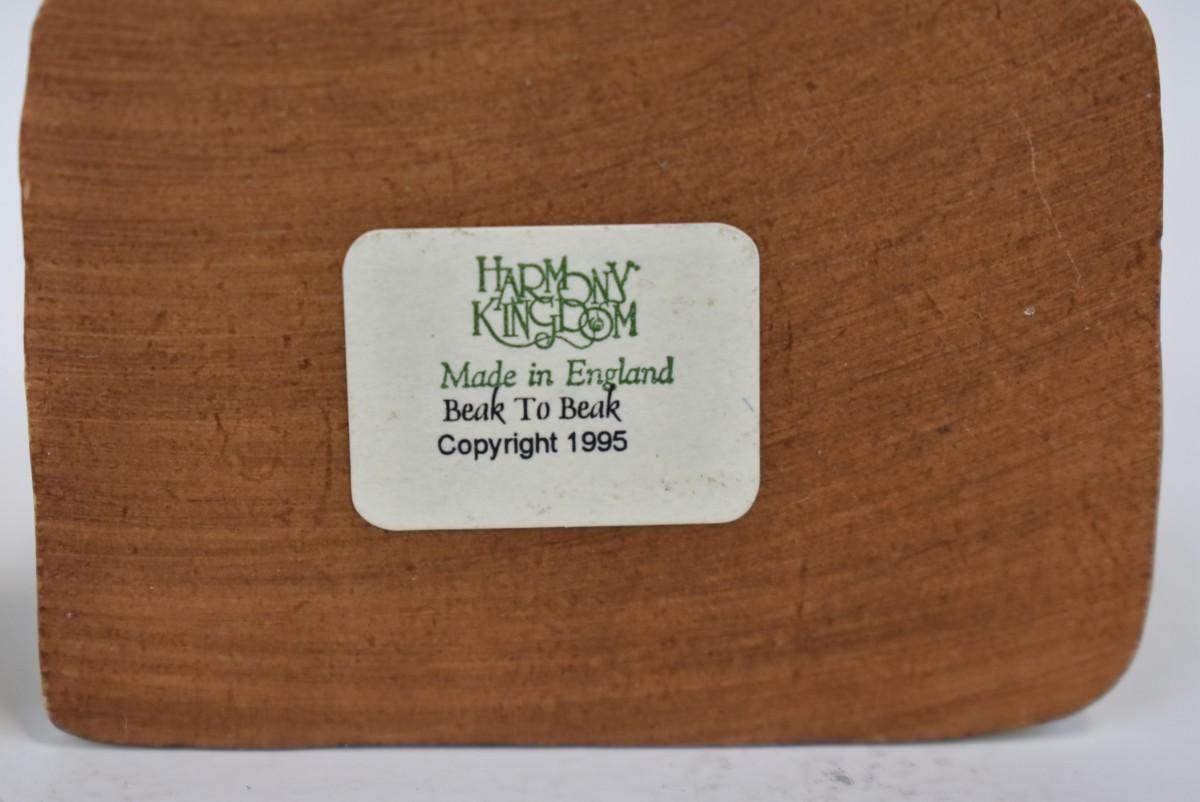 HARMONY
KINGDOM
Made in England
Beak To Beak
Copyright 1995